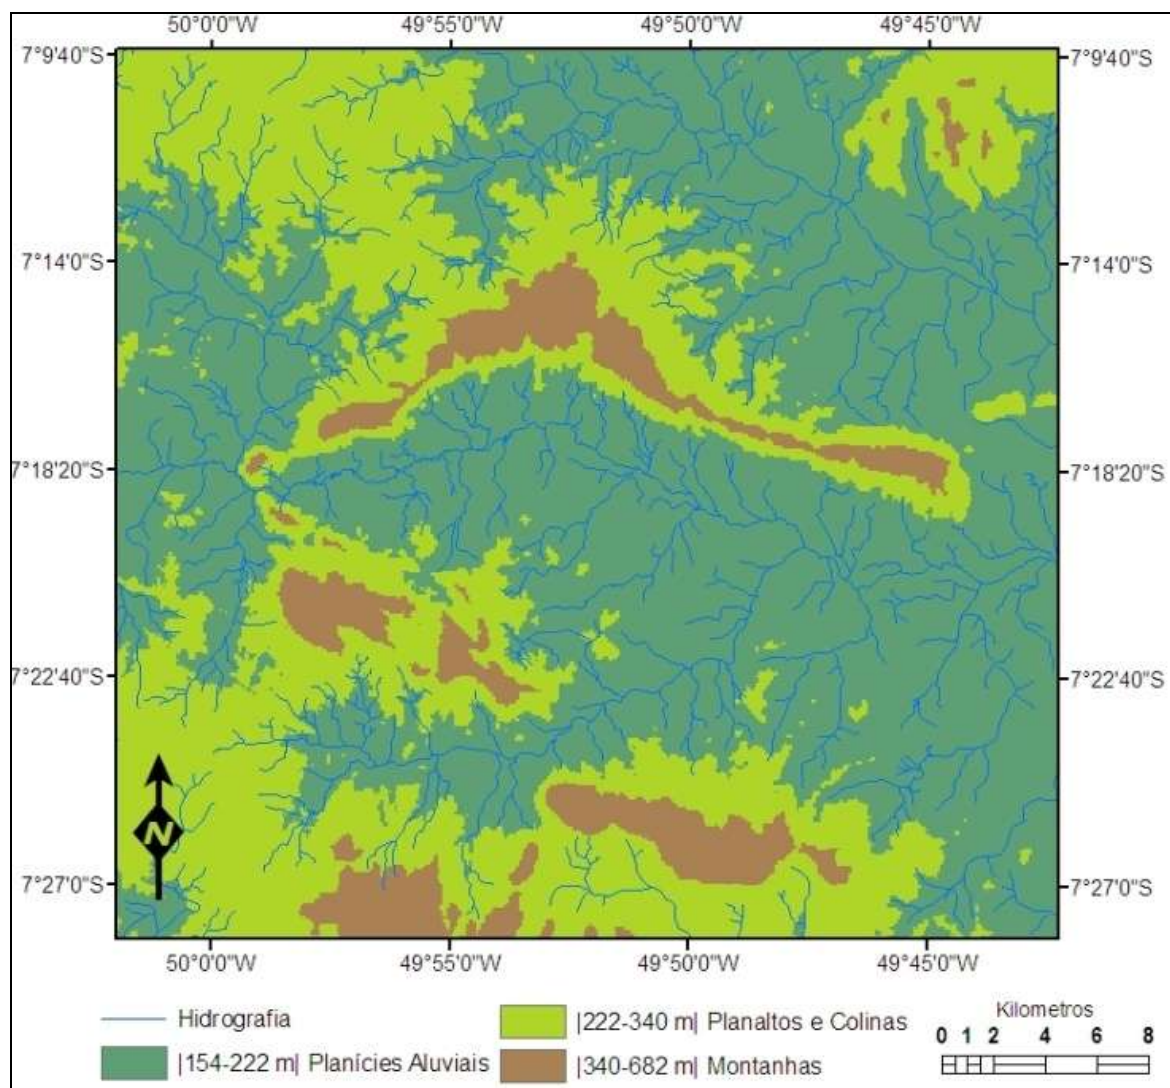 50°0'0"W 49°55'0"W 49°50'0"W 49°45'0"W
7°9'40"S 7°9'40"S
7°14'0"S 7°14'0"S
7°18'20"S 7°18'20"S
7°22'40"S 7°22'40"S
N
7°27'0"S 7°27'0"S
50°0'0"W 49°55'0"W 49°50'0"W 49°45'0"W
Hidrografia |222-340 m| Planaltos e Colinas Kilometros
0 1 2 4 6 8
|154-222 m| Planícies Aluviais |340-682 m| Montanhas